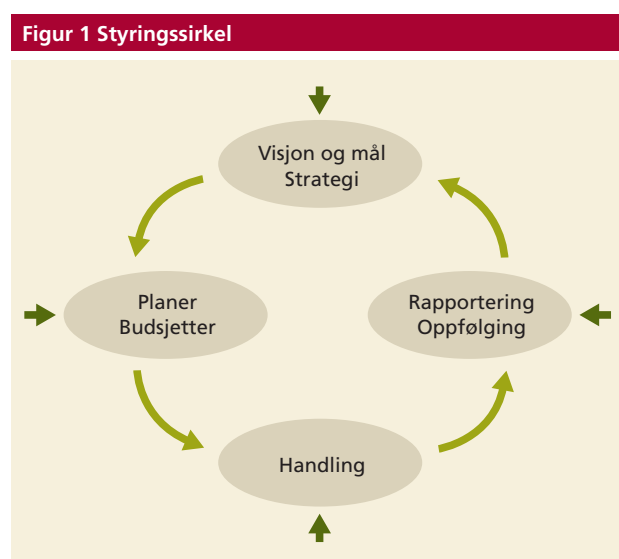 Figur 1 Styringssirkel
Visjon og mål
Strategi
Planer
Budsjetter
Rapportering
Oppfølging
Handling